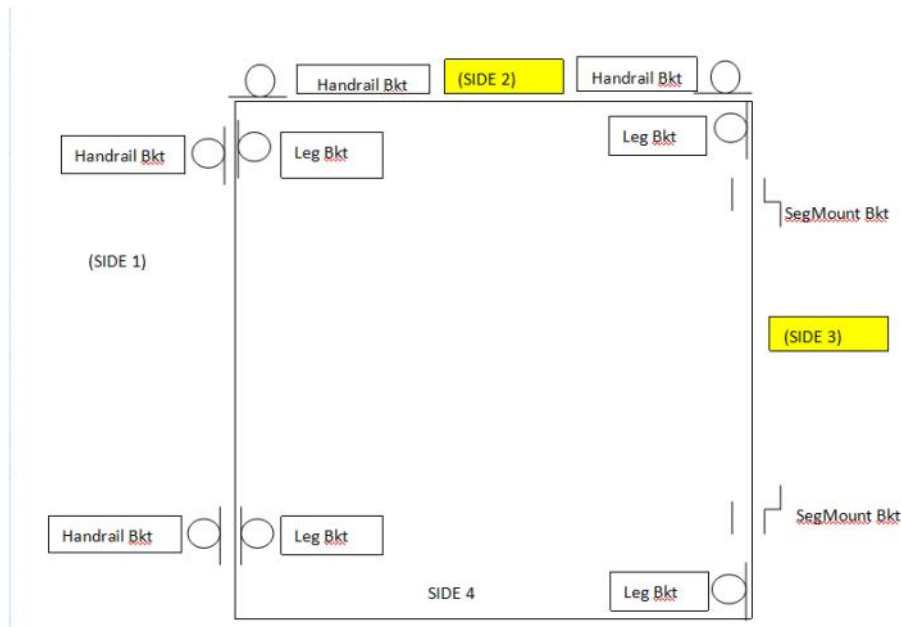 Handrail Bkt
(SIDE 2)
Handrail Bkt
Handrail Bkt
Leg Bkt
Leg Bkt
SegMount Bkt
(SIDE 1)
(SIDE 3)
Handrail Bkt
Leg Bkt
SegMount Bkt
SIDE 4
Leg Bkt